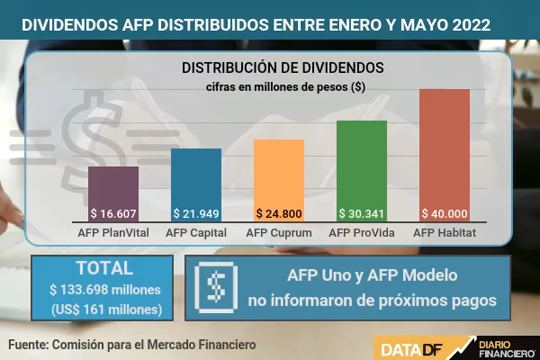 DIVIDENDOS AFP DISTRIBUIDOS ENTRE ENERO Y MAYO 2022
DISTRIBUCIÓN DE DIVIDENDOS
cifras en millones de pesos ($)
$ 16.607 $ 21.949 $ 24.800 $ 30.341 $ 40.000
AFP PlanVital AFP Capital AFP Cuprum AFP ProVida AFP Habitat
TOTAL
$ 133.698 millones
(US$ 161 millones)
$
AFP Uno y AFP Modelo
no informaron de próximos pagos
Fuente: Comisión para el Mercado Financiero
DATA DF
DIARIO
FINANCIERO